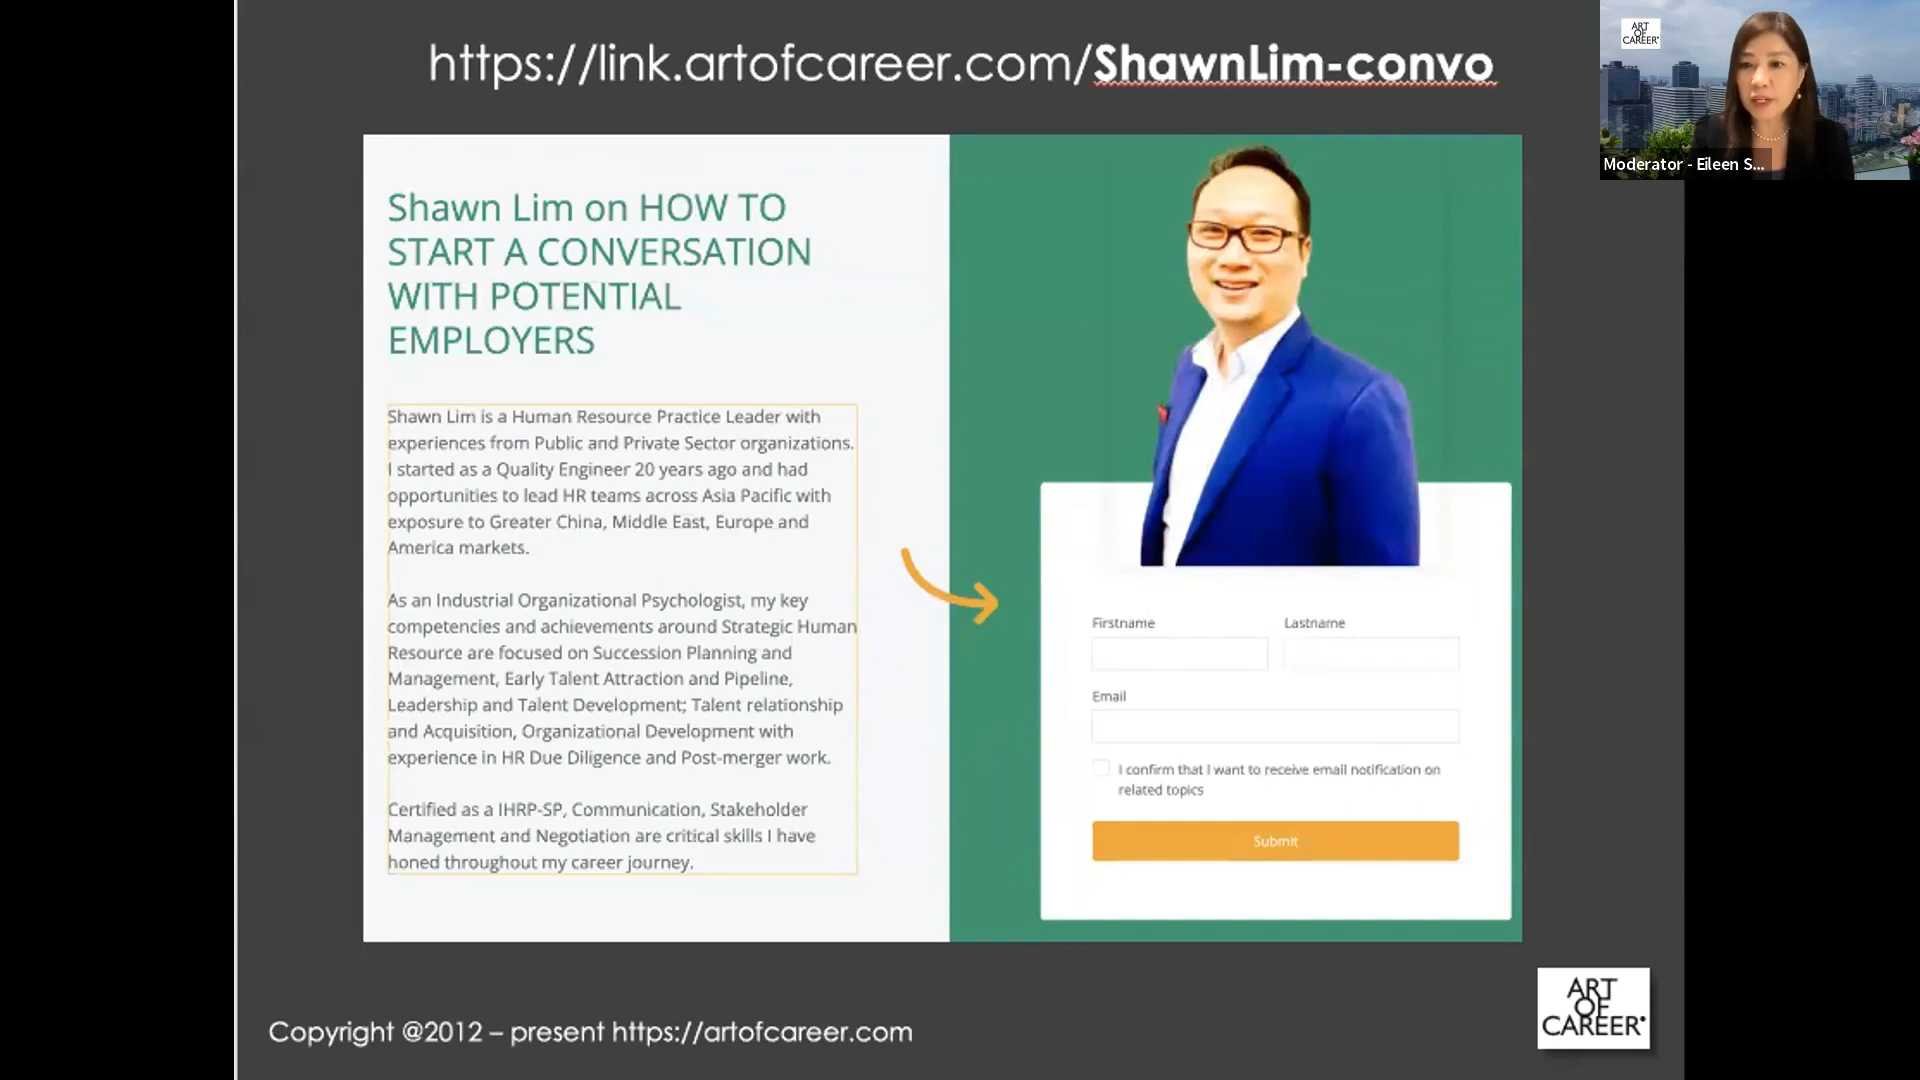 https://link.artofcareer.com/ShawnLim-convo
ART
OF
CAREER
Moderator - Eileen S...
Shawn Lim on HOW TO
START A CONVERSATION
WITH POTENTIAL
EMPLOYERS
Shawn Lim is a Human Resource Practice Leader with
experiences from Public and Private Sector organizations.
I started as a Quality Engineer 20 years ago and had
opportunities to lead HR teams across Asia Pacific with
exposure to Greater China, Middle East, Europe and
America markets.
As an Industrial Organizational Psychologist, my key
competencies and achievements around Strategic Human
Resource are focused on Succession Planning and
Management, Early Talent Attraction and Pipeline,
Leadership and Talent Development; Talent relationship
and Acquisition, Organizational Development with
experience in HR Due Diligence and Post-merger work.
Certified as a IHRP-SP, Communication, Stakeholder
Management and Negotiation are critical skills I have
honed throughout my career journey.
Firstname Lastname
Email
I confirm that I want to receive email notification on
related topics
Submit
ART
OF
CAREER
Copyright @2012 – present https://artofcareer.com